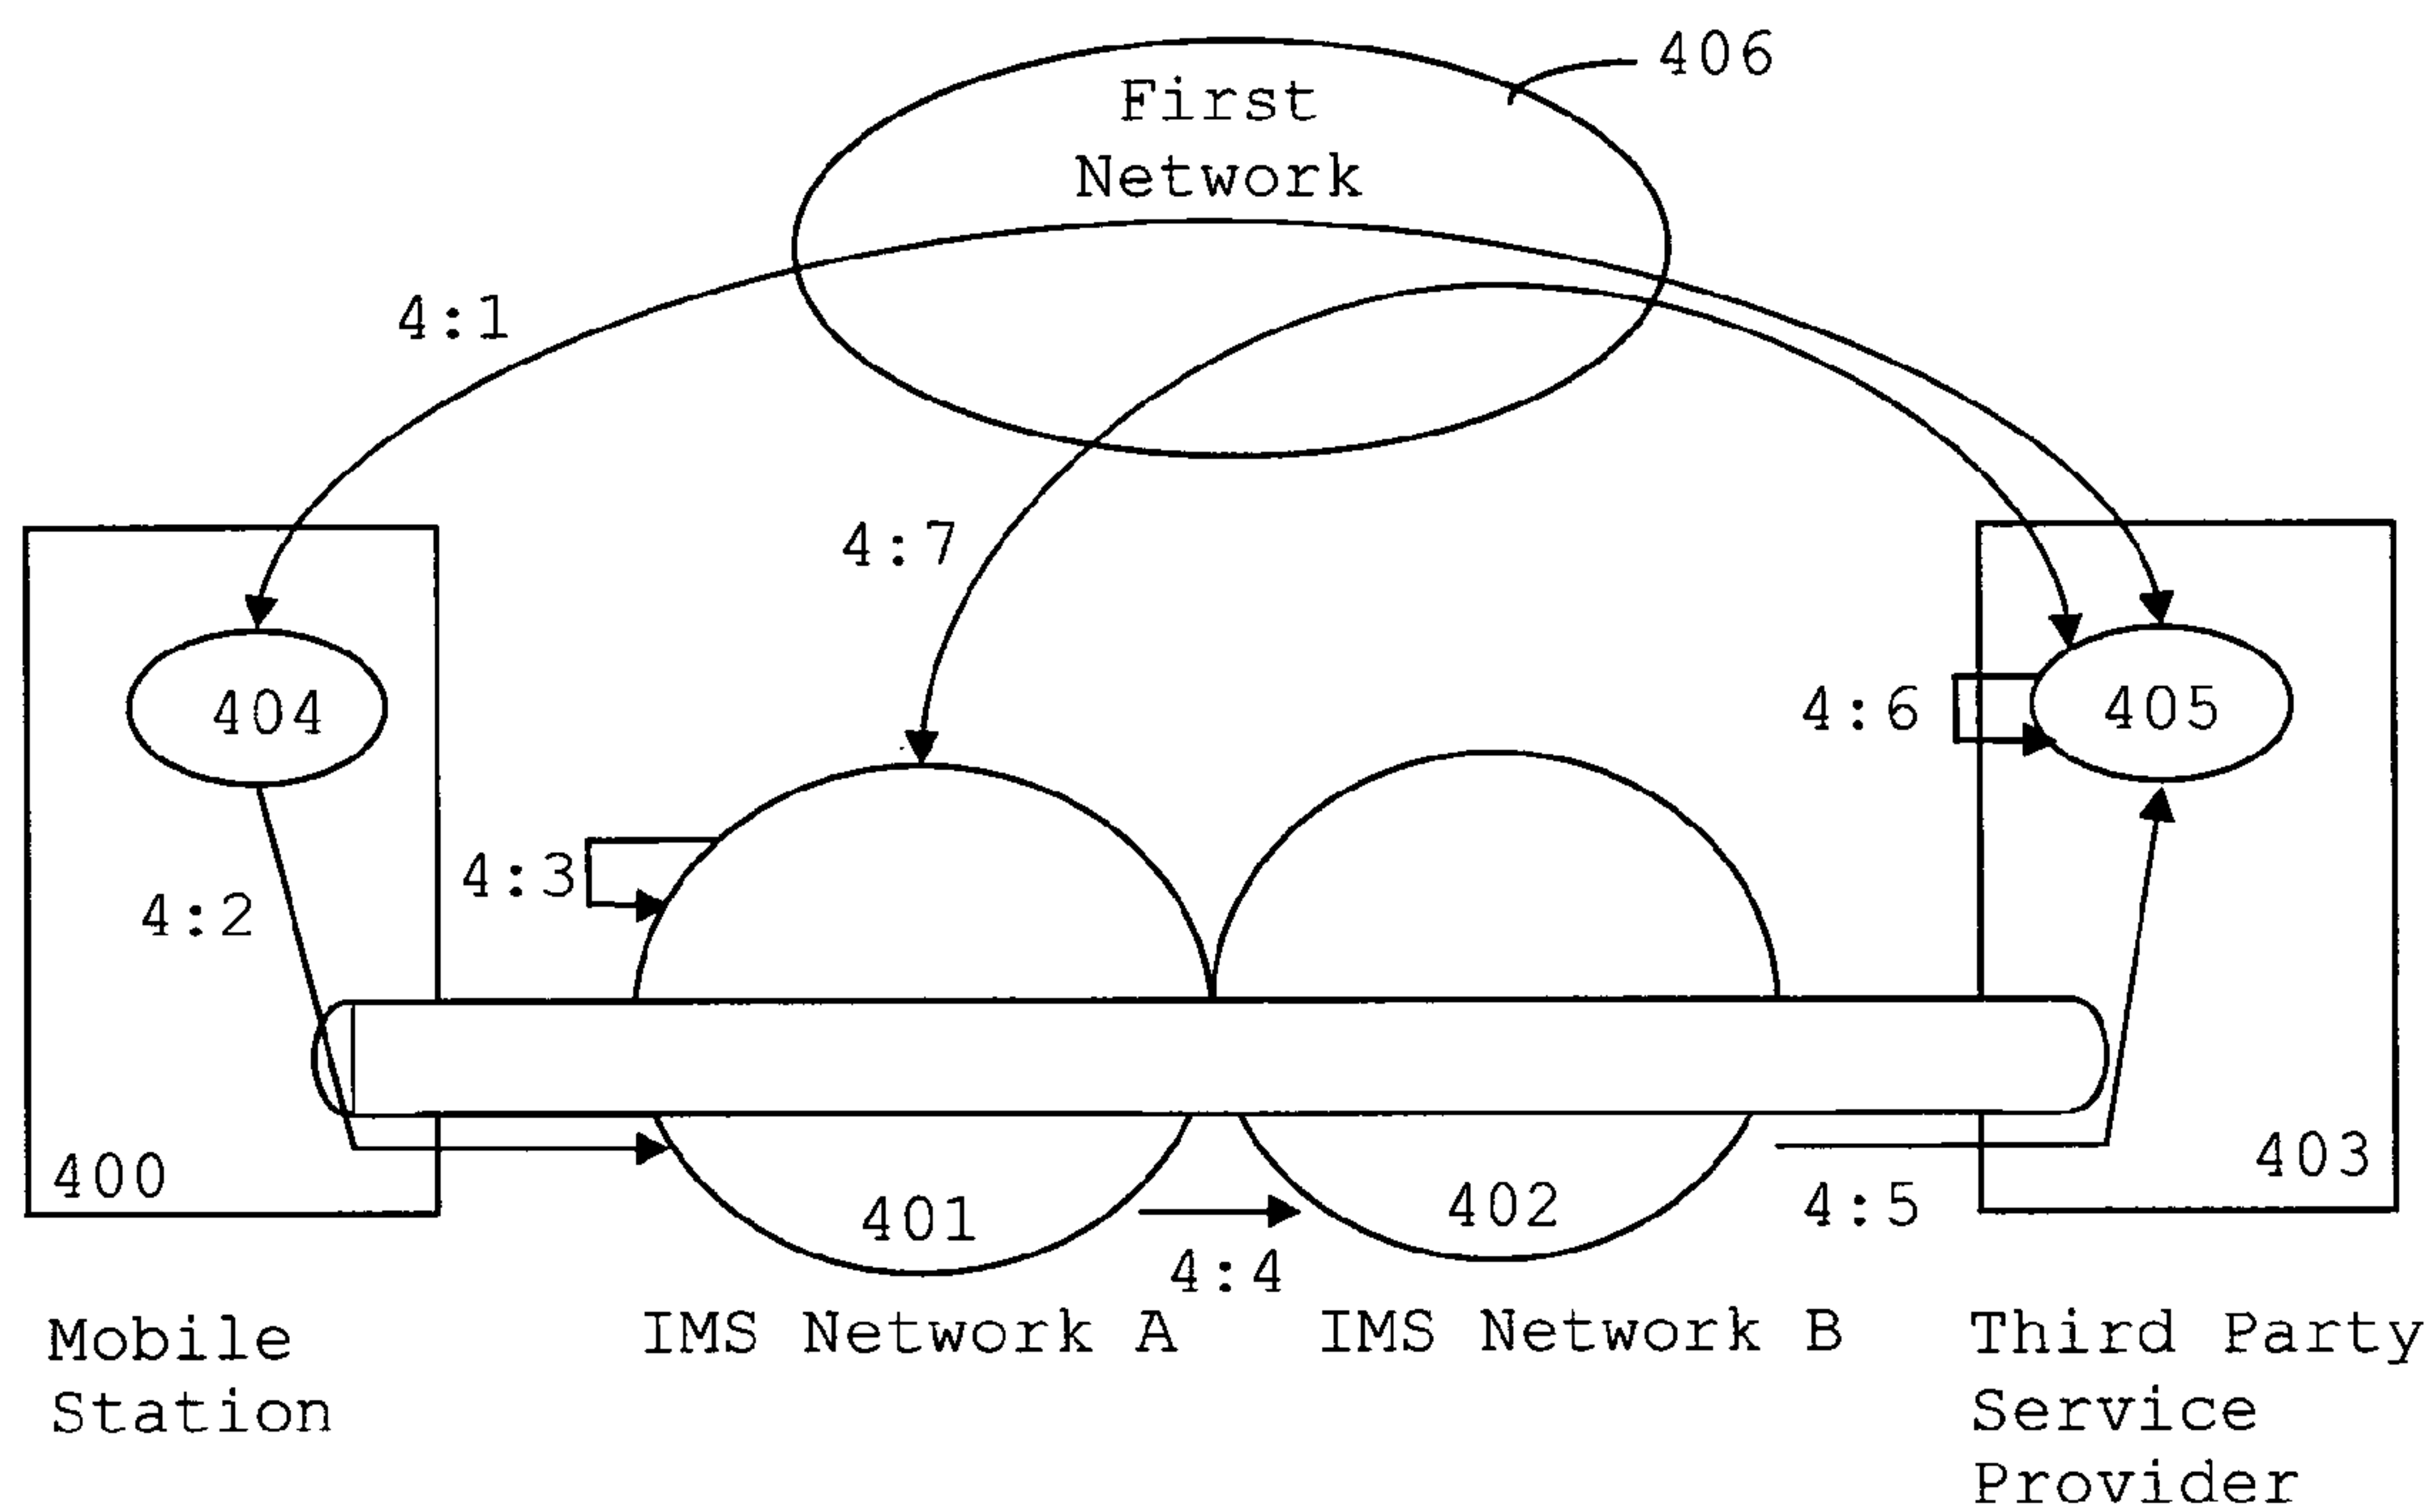 406
First
Network
4:1
4:7
404
4:6
405
4:3
4:2
400
401
402
403
4:5
4:4
Mobile
Station
IMS Network A
IMS Network B
Third Party
Service
Provider